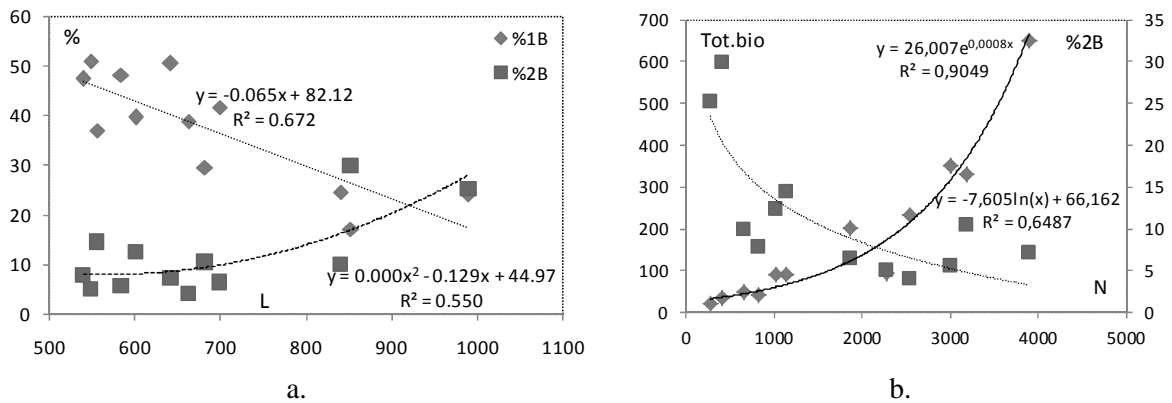 %
%1B
%2B
y = -0.065x + 82.12
R² = 0.672
y = 0.000x² - 0.129x + 44.97
R² = 0.550
L
60
50
40
30
20
10
0
500 600 700 800 900 1000 1100
a.
Tot.bio
%2B
y = 26,007e^0,0008x
R² = 0,9049
y = -7,605ln(x) + 66,162
R² = 0,6487
N
700
600
500
400
300
200
100
0
35
30
25
20
15
10
5
0
0 1000 2000 3000 4000 5000
b.